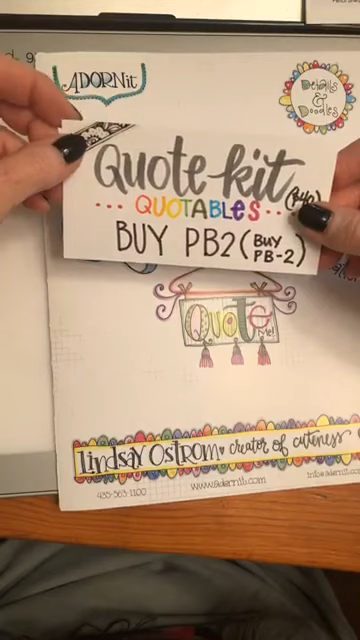 ADORNit
Details
&
Doodles
Quote-kit
($40)
... QUOTABLES ...
BUY PB2 (BUY
PB-2)
Quote
me!
Lindsay Ostrom creator of cuteness
435-563-1100
www.adornit.com
info@adornit.com